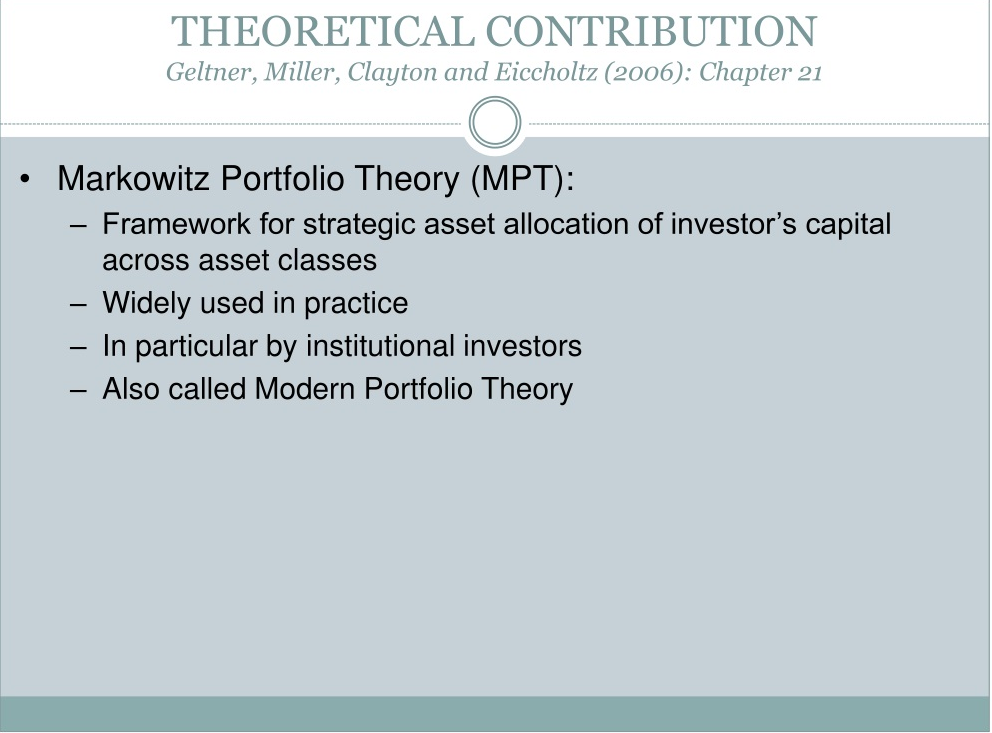 THEORETICAL CONTRIBUTION
Geltner, Miller, Clayton and Eiccholtz (2006): Chapter 21
• Markowitz Portfolio Theory (MPT):
– Framework for strategic asset allocation of investor’s capital
across asset classes
– Widely used in practice
– In particular by institutional investors
– Also called Modern Portfolio Theory